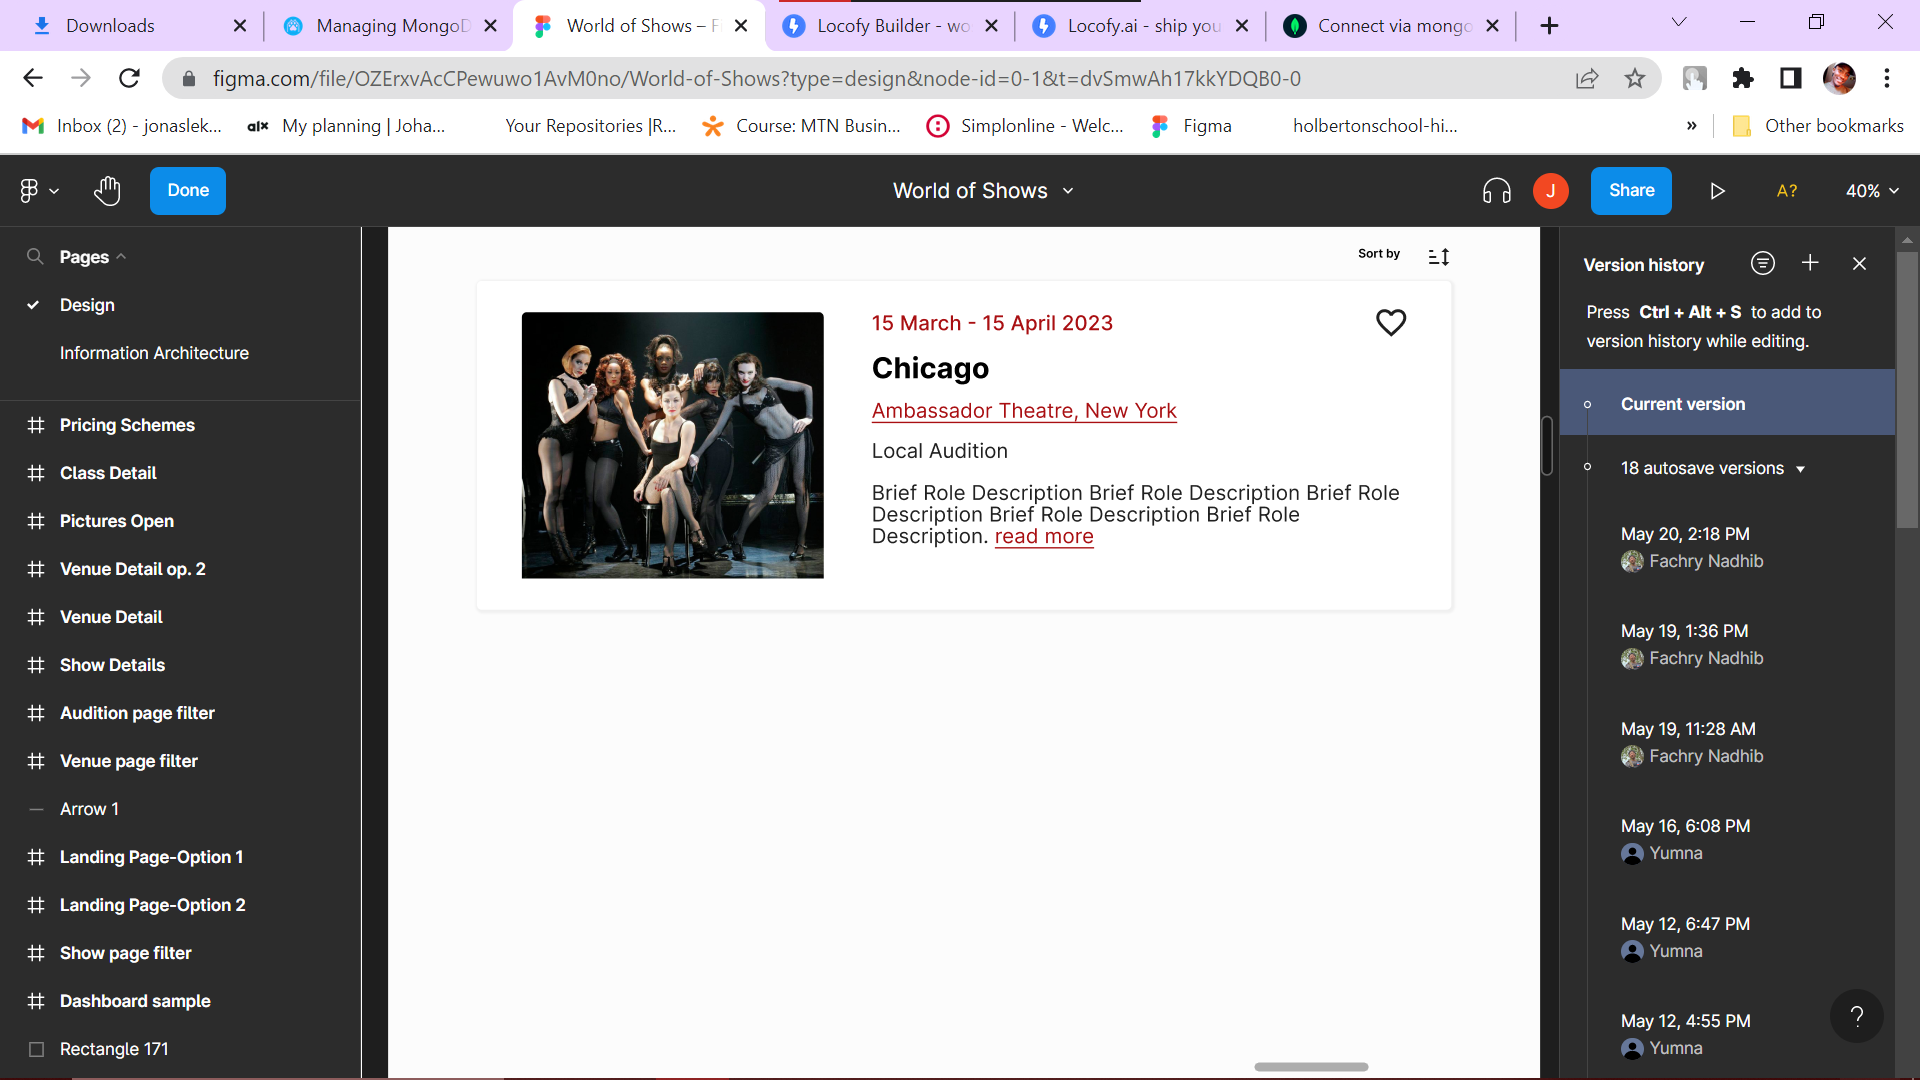 Downloads
Managing MongoD
World of Shows – Fi
Locofy Builder - wo
Locofy.ai - ship you
Connect via mongo
figma.com/file/OZErxvAcCPewuwo1AvM0no/World-of-Shows?type=design&node-id=0-1&t=dvSmwAh17kkYDQB0-0
Inbox (2) - jonaslek...
alx My planning | Joha...
Your Repositories |R...
Course: MTN Busin...
Simplonline - Welc...
Figma
holbertonschool-hi...
»
Other bookmarks
Done
World of Shows
J
Share
A?
40%
Pages
Design
Information Architecture
Pricing Schemes
Class Detail
Pictures Open
Venue Detail op. 2
Venue Detail
Show Details
Audition page filter
Venue page filter
Arrow 1
Landing Page-Option 1
Landing Page-Option 2
Show page filter
Dashboard sample
Rectangle 171
Sort by
15 March - 15 April 2023
Chicago
Ambassador Theatre, New York
Local Audition
Brief Role Description Brief Role Description Brief Role
Description Brief Role Description Brief Role
Description. read more
Version history
Press Ctrl + Alt + S to add to
version history while editing.
Current version
18 autosave versions
May 20, 2:18 PM
Fachry Nadhib
May 19, 1:36 PM
Fachry Nadhib
May 19, 11:28 AM
Fachry Nadhib
May 16, 6:08 PM
Yumna
May 12, 6:47 PM
Yumna
May 12, 4:55 PM
Yumna
?